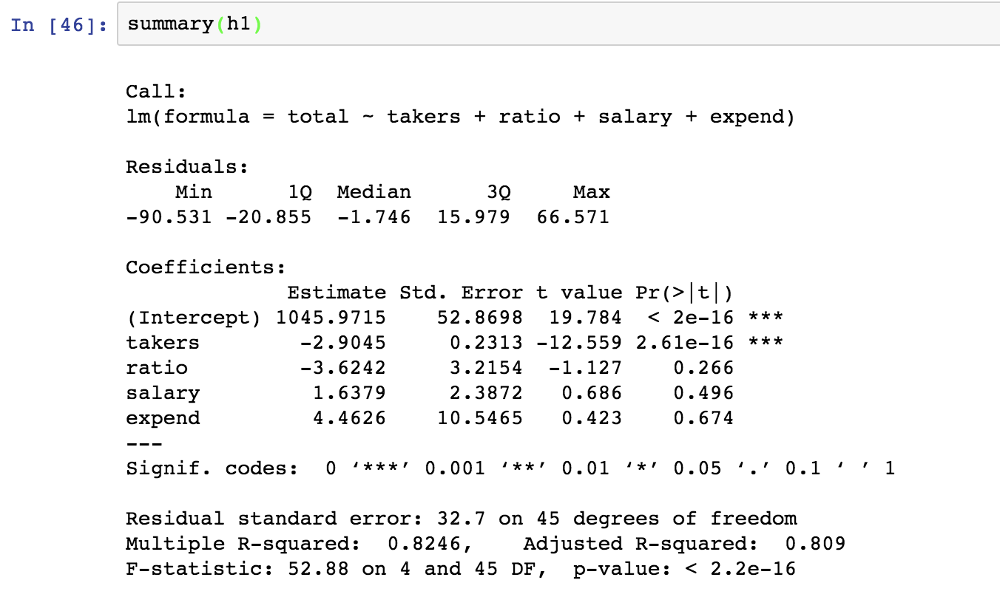 In [46]: summary(h1)
Call:
lm(formula = total ~ takers + ratio + salary + expend)
Residuals:
    Min      1Q  Median      3Q     Max
-90.531 -20.855  -1.746  15.979  66.571
Coefficients:
             Estimate Std. Error t value Pr(>|t|)
(Intercept) 1045.9715    52.8698  19.784  < 2e-16 ***
takers        -2.9045     0.2313 -12.559 2.61e-16 ***
ratio         -3.6242     3.2154  -1.127    0.266
salary         1.6379     2.3872   0.686    0.496
expend         4.4626    10.5465   0.423    0.674
---
Signif. codes:  0 ‘***’ 0.001 ‘**’ 0.01 ‘*’ 0.05 ‘.’ 0.1 ‘ ’ 1
Residual standard error: 32.7 on 45 degrees of freedom
Multiple R-squared:  0.8246,    Adjusted R-squared:  0.809
F-statistic: 52.88 on 4 and 45 DF,  p-value: < 2.2e-16